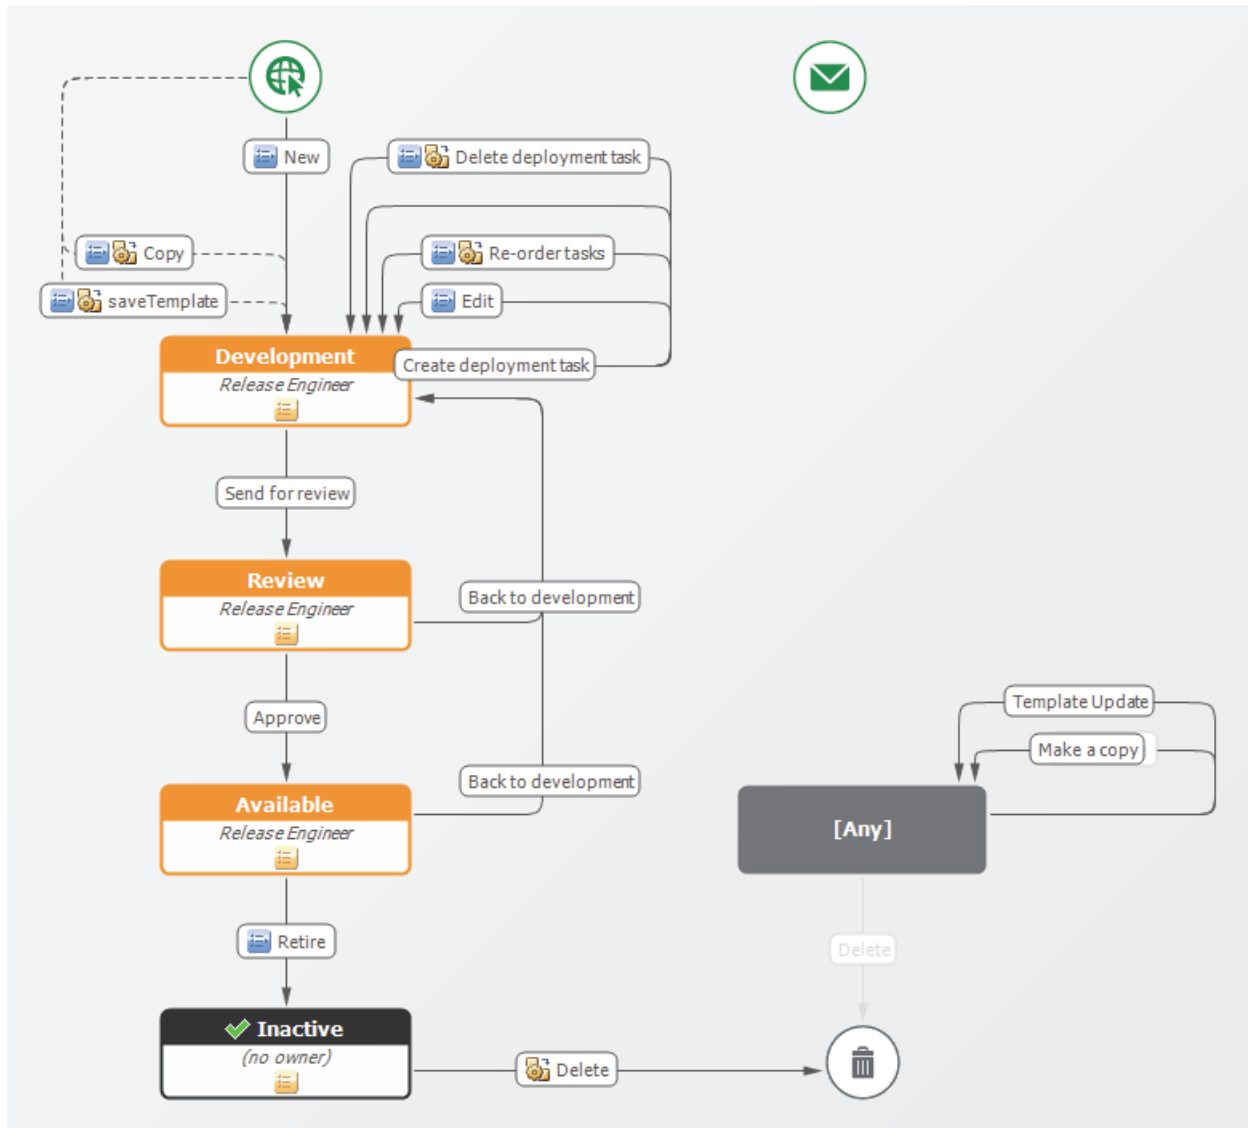 New
Delete deployment task
Copy
Re-order tasks
saveTemplate
Edit
Development
Release Engineer
Create deployment task
Send for review
Review
Release Engineer
Back to development
Approve
Template Update
Make a copy
Back to development
Available
Release Engineer
[Any]
Retire
Delete
Inactive
(no owner)
Delete